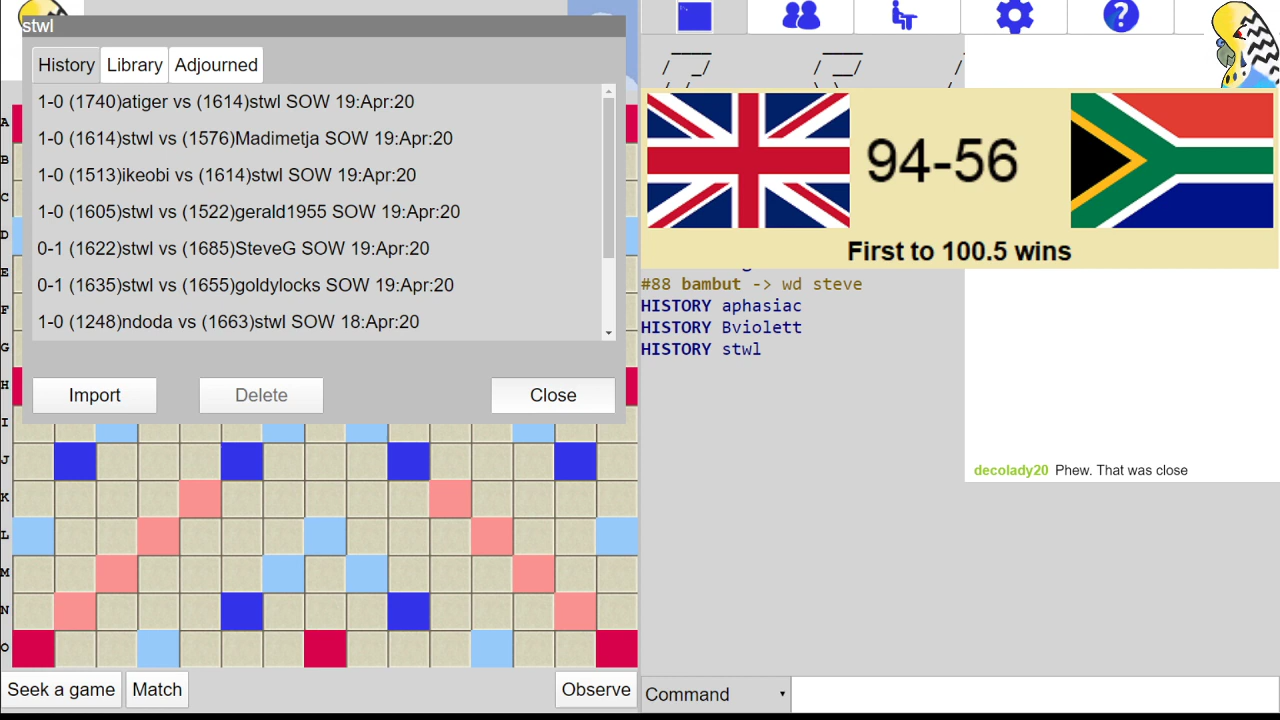 stwl
History Library Adjourned
1-0 (1740)atiger vs (1614)stwl SOW 19:Apr:20
1-0 (1614)stwl vs (1576)Madimetja SOW 19:Apr:20
1-0 (1513)ikeobi vs (1614)stwl SOW 19:Apr:20
1-0 (1605)stwl vs (1522)gerald1955 SOW 19:Apr:20
0-1 (1622)stwl vs (1685)SteveG SOW 19:Apr:20
0-1 (1635)stwl vs (1655)goldylocks SOW 19:Apr:20
1-0 (1248)ndoda vs (1663)stwl SOW 18:Apr:20
Import Delete Close
A
B
C
D
E
F
G
H
I
J
K
L
M
N
O
Seek a game Match Observe
94-56
First to 100.5 wins
#88 bambut -> wd steve
HISTORY aphasiac
HISTORY Bviolett
HISTORY stwl
decolady20 Phew. That was close
Command